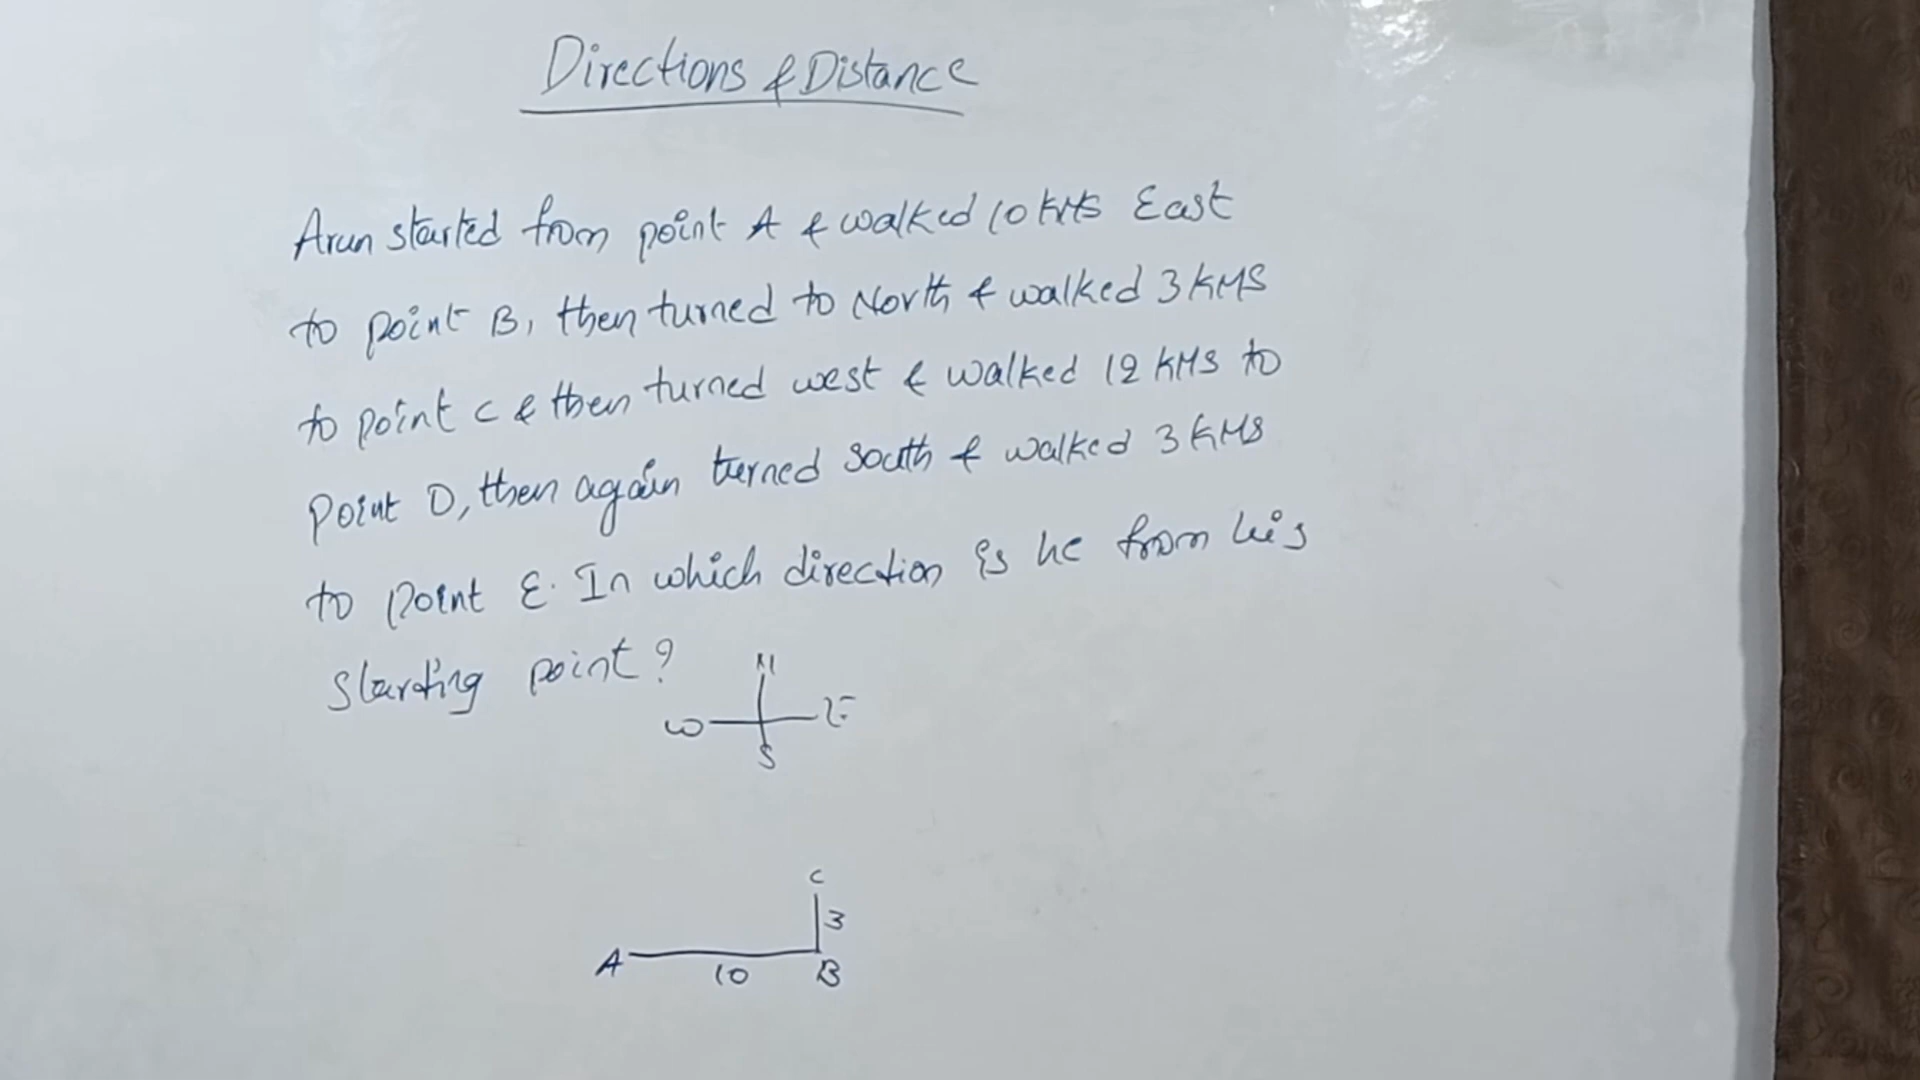 Directions & Distance
Arun started from point A & walked 10 KMS East
to point B, then turned to North & walked 3 KMS
to point C & then turned west & walked 12 KMS to
point D, then again turned south & walked 3 KMS
to point E. In which direction is he from his
starting point?
N
W E
S
C
3
A 10 B